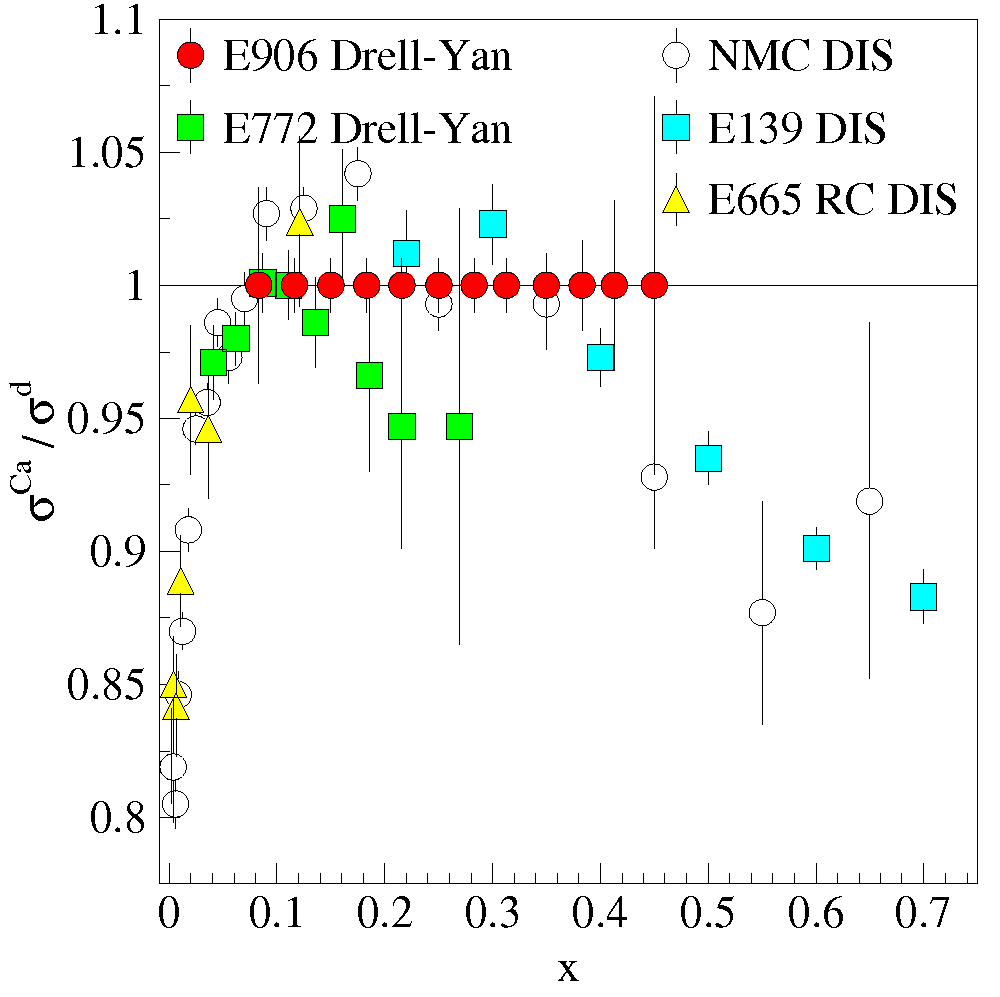 1.1
E906 Drell-Yan
NMC DIS
E772 Drell-Yan
E139 DIS
1.05
E665 RC DIS
1
0.95
0.9
0.85
0.8
σCa / σd
0 0.1 0.2 0.3 0.4 0.5 0.6 0.7
x